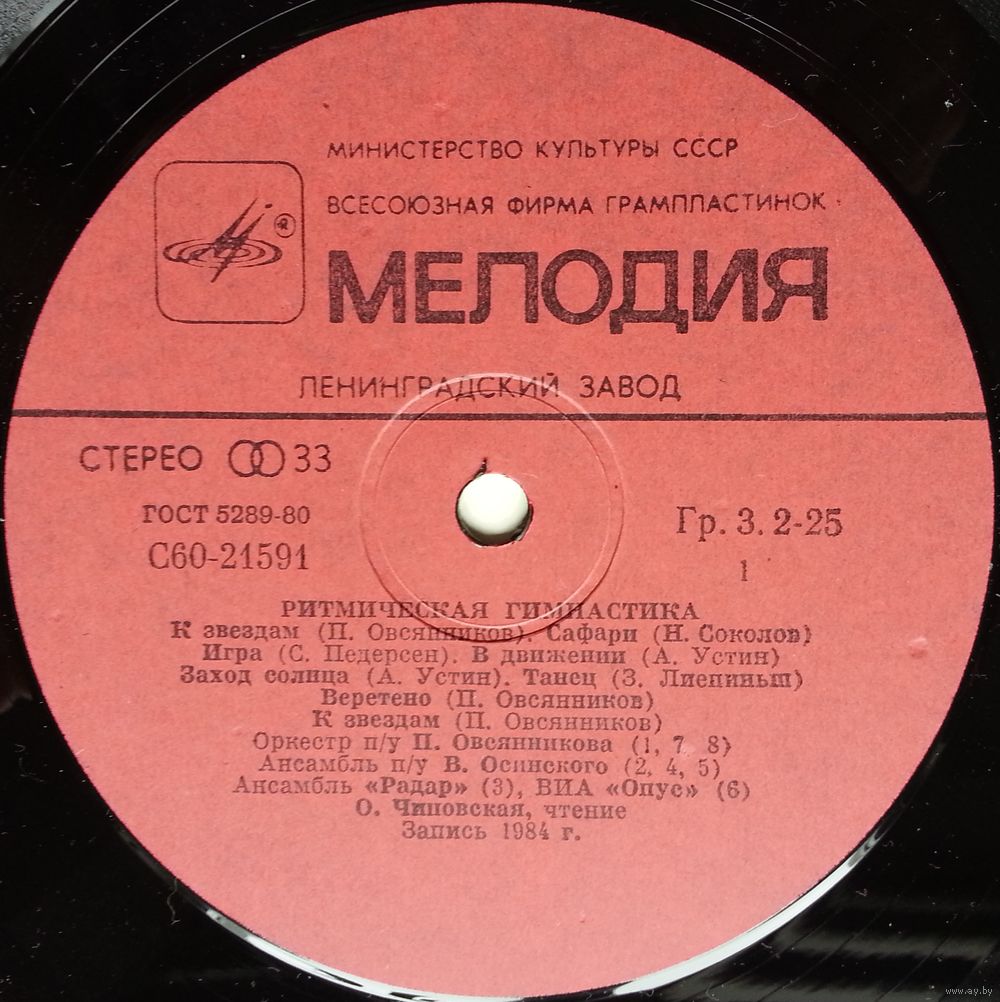 МИНИСТЕРСТВО КУЛЬТУРЫ СССР
ВСЕСОЮЗНАЯ ФИРМА ГРАМПЛАСТИНОК
®
МЕЛОДИЯ
ЛЕНИНГРАДСКИЙ ЗАВОД
СТЕРЕО 33
ГОСТ 5289-80
С60-21591
Гр. 3. 2-25
1
РИТМИЧЕСКАЯ ГИМНАСТИКА
К звездам (П. Овсянников). Сафари (Н. Соколов)
Игра (С. Педерсен). В движении (А. Устин)
Заход солнца (А. Устин). Танец (З. Лиепиньш)
Веретено (П. Овсянников)
К звездам (П. Овсянников)
Оркестр п/у П. Овсянникова (1, 7, 8)
Ансамбль п/у В. Осинского (2, 4, 5)
Ансамбль «Радар» (3), ВИА «Опус» (6)
О. Чиповская, чтение
Запись 1984 г.
www.ay.by